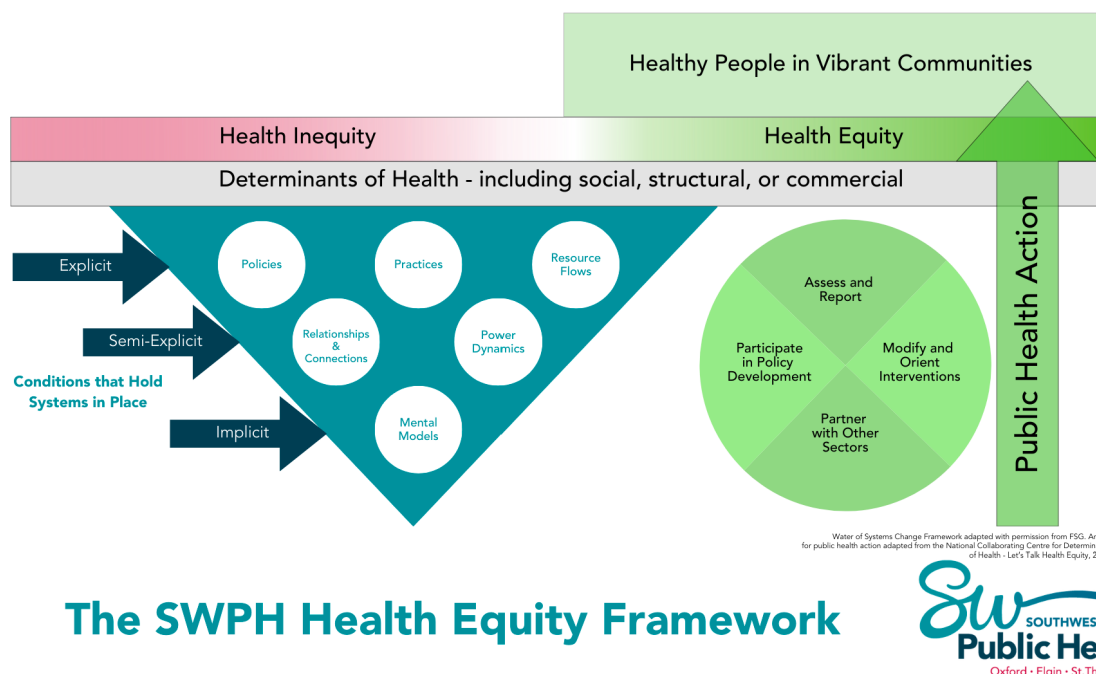 Healthy People in Vibrant Communities
Health Inequity
Health Equity
Determinants of Health - including social, structural, or commercial
Explicit
Semi-Explicit
Conditions that Hold
Systems in Place
Implicit
Policies
Practices
Resource
Flows
Relationships
&
Connections
Power
Dynamics
Mental
Models
Assess and
Report
Participate
in Policy
Development
Modify and
Orient
Interventions
Partner
with Other
Sectors
Public Health Action
Water of Systems Change Framework adapted with permission from FSG.
for public health action adapted from the National Collaborating Centre for
of Health - Let's Talk Health Equity,
The SWPH Health Equity Framework
SW
SOUTHWES
Public He
Oxford • Elgin • St Th